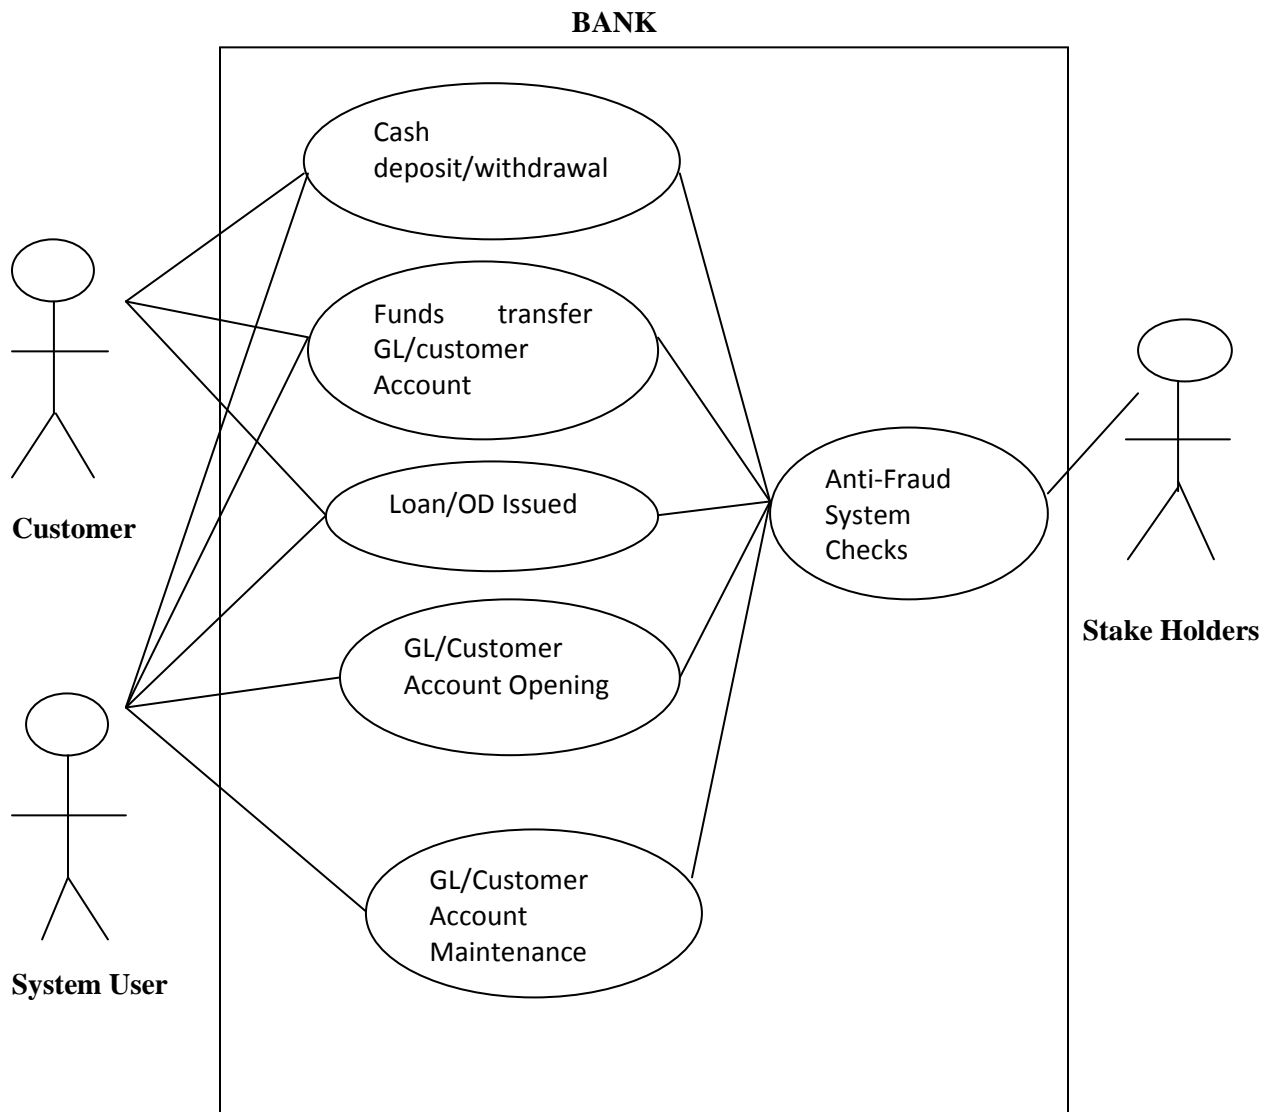 BANK
Cash
deposit/withdrawal
Funds transfer
GL/customer
Account
Loan/OD Issued
Anti-Fraud
System
Checks
Customer
Stake Holders
GL/Customer
Account Opening
GL/Customer
Account
Maintenance
System User